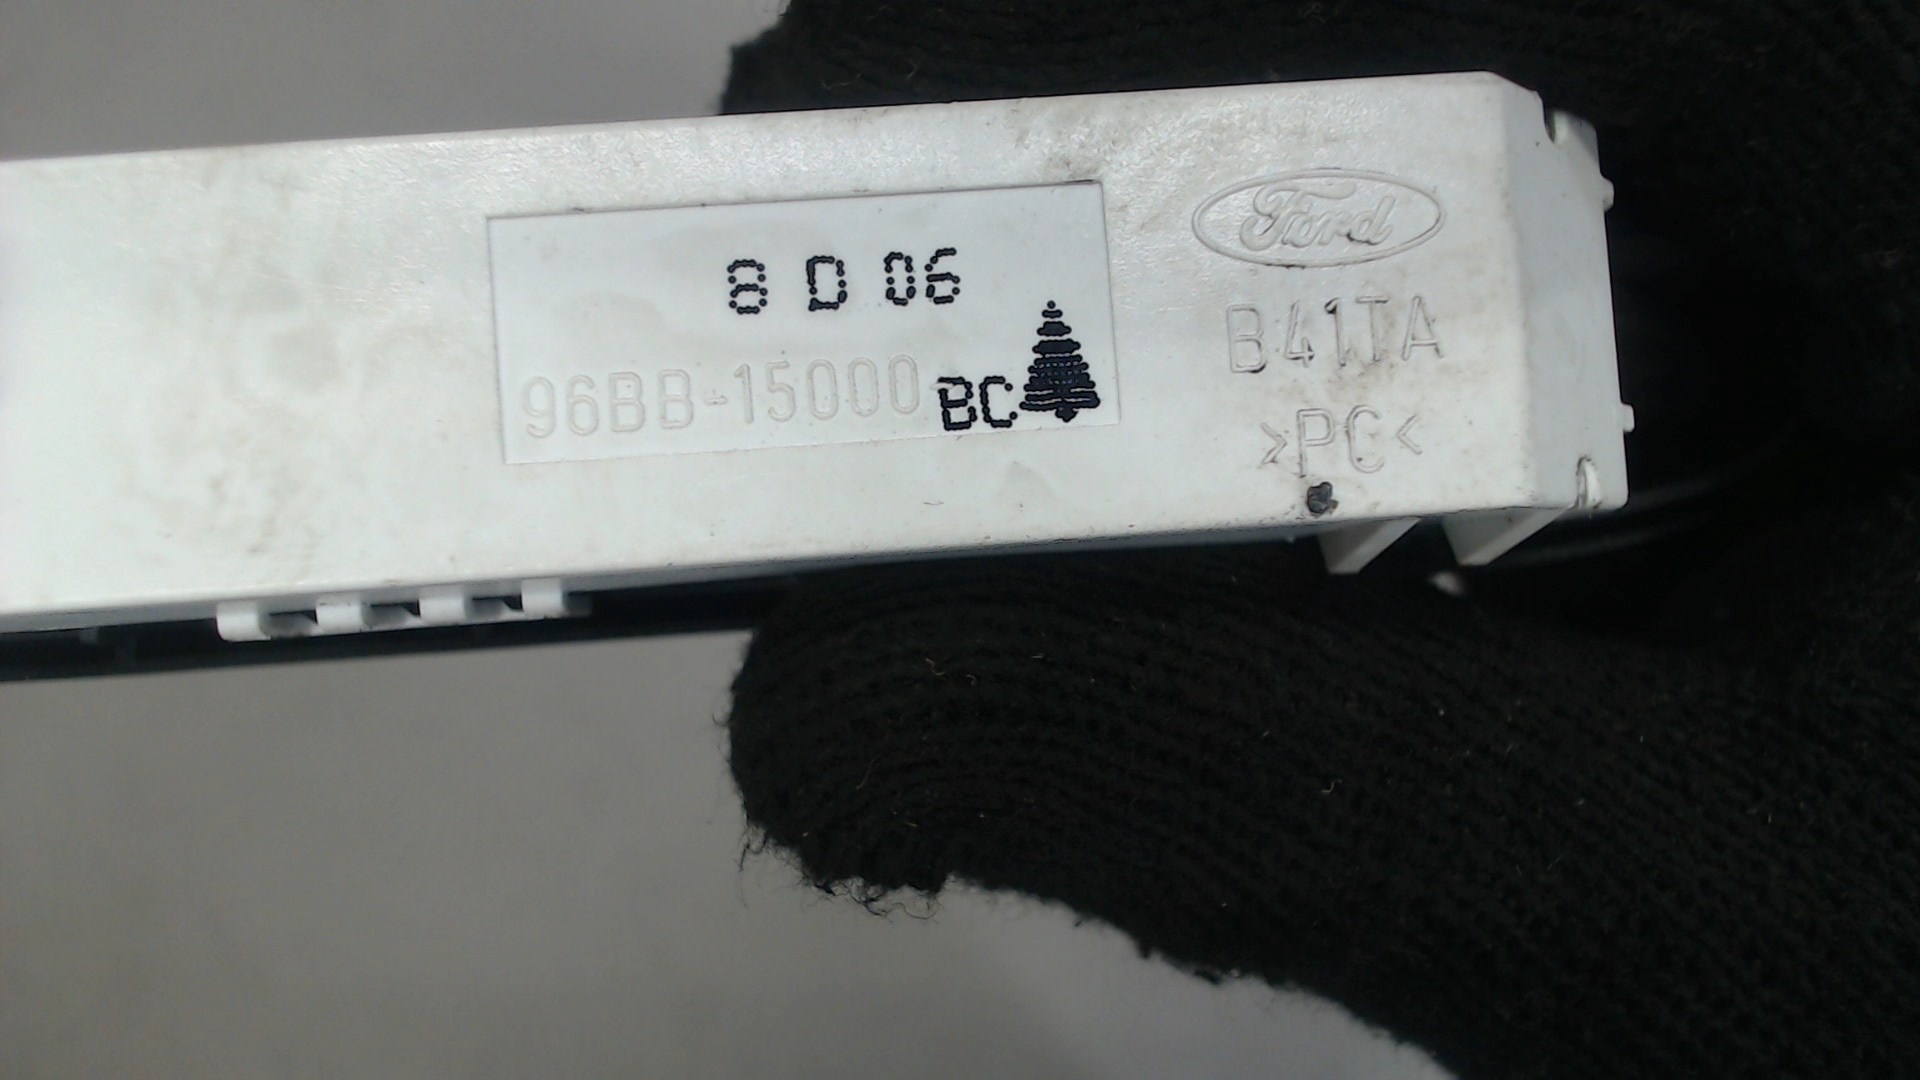 8 D 06
96BB-15000 BC
Ford
B41TA
>PC<